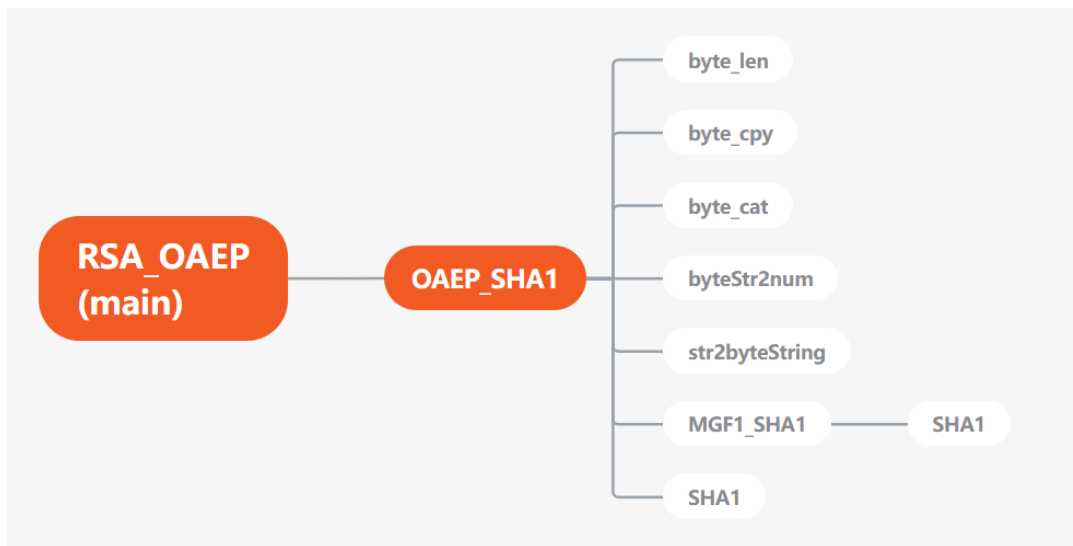 RSA_OAEP
(main)
OAEP_SHA1
byte_len
byte_cpy
byte_cat
byteStr2num
str2byteString
MGF1_SHA1
SHA1
SHA1